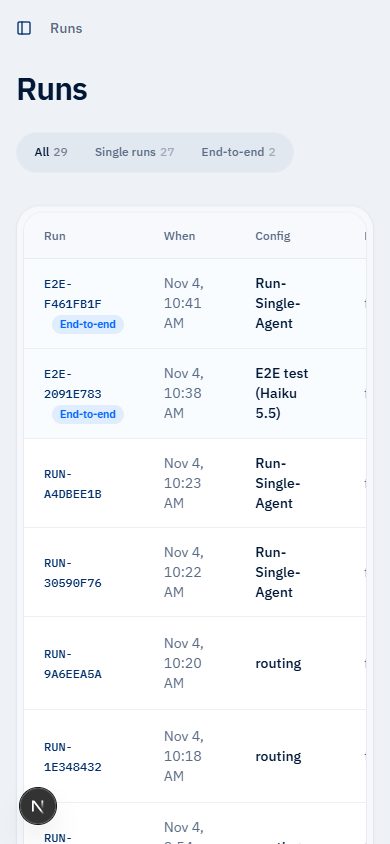 Runs
Runs
All 29 Single runs 27 End-to-end 2
Run When Config
E2E-
F461FB1F
End-to-end
Nov 4,
10:41
AM
Run-
Single-
Agent
E2E-
2091E783
End-to-end
Nov 4,
10:38
AM
E2E test
(Haiku
5.5)
RUN-
A4DBEE1B
Nov 4,
10:23
AM
Run-
Single-
Agent
RUN-
30590F76
Nov 4,
10:22
AM
Run-
Single-
Agent
RUN-
9A6EEA5A
Nov 4,
10:20
AM
routing
RUN-
1E348432
Nov 4,
10:18
AM
routing
N
RUN-
Nov 4,